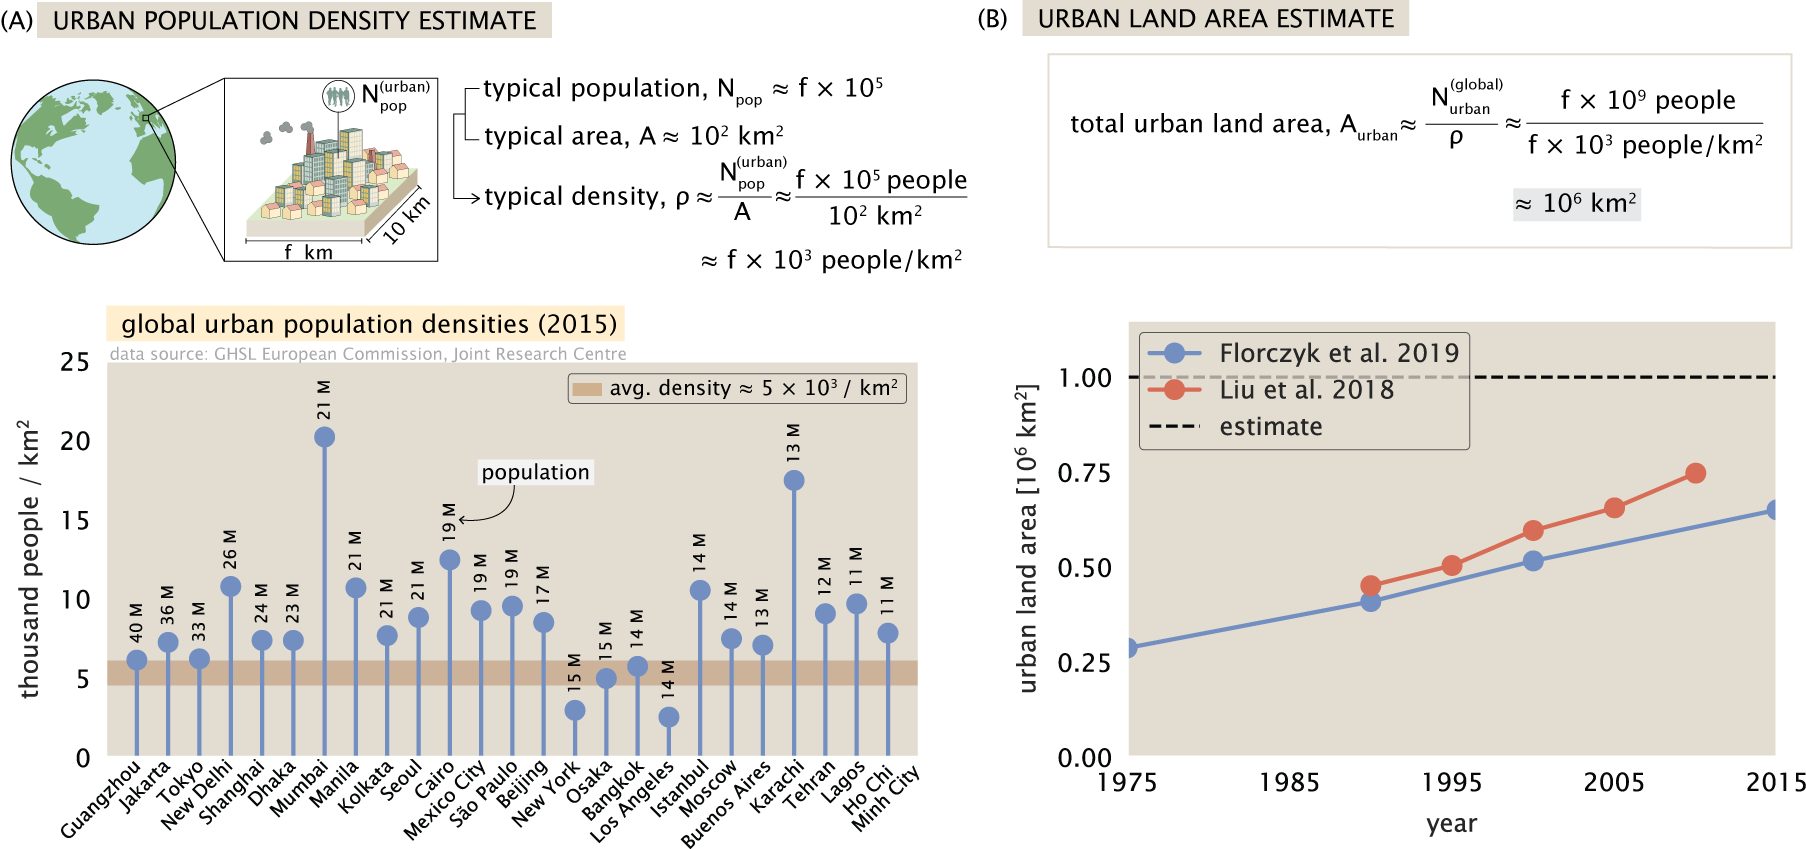 (A) URBAN POPULATION DENSITY ESTIMATE
N_pop^(urban)
f km
10 km
typical population, N_pop ≈ f × 10⁵
typical area, A ≈ 10² km²
typical density, ρ ≈ N_pop^(urban) / A ≈ f × 10⁵ people / 10² km²
≈ f × 10³ people/km²
global urban population densities (2015)
data source: GHSL European Commission, Joint Research Centre
avg. density ≈ 5 × 10³ / km²
population
thousand people / km²
25
20
15
10
5
0
40 M
36 M
33 M
26 M
24 M
23 M
21 M
21 M
21 M
21 M
19 M
19 M
19 M
17 M
15 M
15 M
14 M
14 M
14 M
14 M
13 M
13 M
12 M
11 M
11 M
Guangzhou
Jakarta
Tokyo
New Delhi
Shanghai
Dhaka
Mumbai
Manila
Kolkata
Seoul
Cairo
Mexico City
São Paulo
Beijing
New York
Osaka
Bangkok
Los Angeles
Istanbul
Moscow
Buenos Aires
Karachi
Tehran
Lagos
Ho Chi
Minh City
(B) URBAN LAND AREA ESTIMATE
total urban land area, A_urban ≈ N_urban^(global) / ρ ≈ f × 10⁹ people / f × 10³ people/km²
≈ 10⁶ km²
Florczyk et al. 2019
Liu et al. 2018
estimate
urban land area [10⁶ km²]
1.00
0.75
0.50
0.25
0.00
1975
1985
1995
2005
2015
year